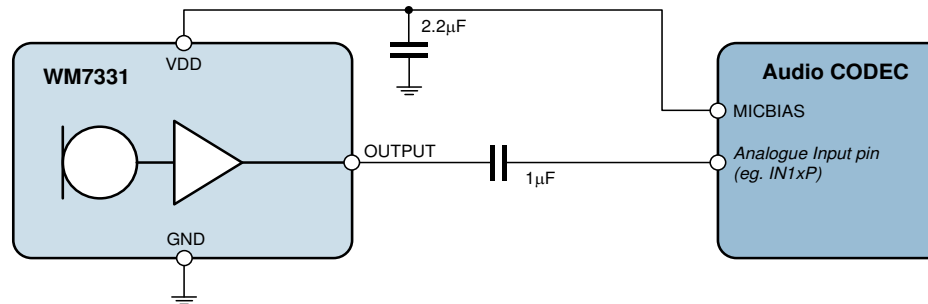 2.2μF
VDD
WM7331
Audio CODEC
MICBIAS
OUTPUT
Analogue Input pin
(eg. IN1xP)
1μF
GND